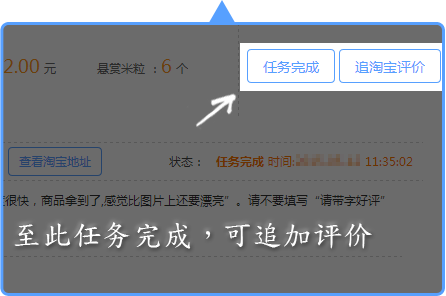 2.00 元 悬赏米粒 ：6 个 任务完成 追淘宝评价
查看淘宝地址 状态： 任务完成 时间: 11:35:02
很快，商品拿到了,感觉比图片上还要漂亮”。请不要填写“请带字好评”
至此任务完成，可追加评价